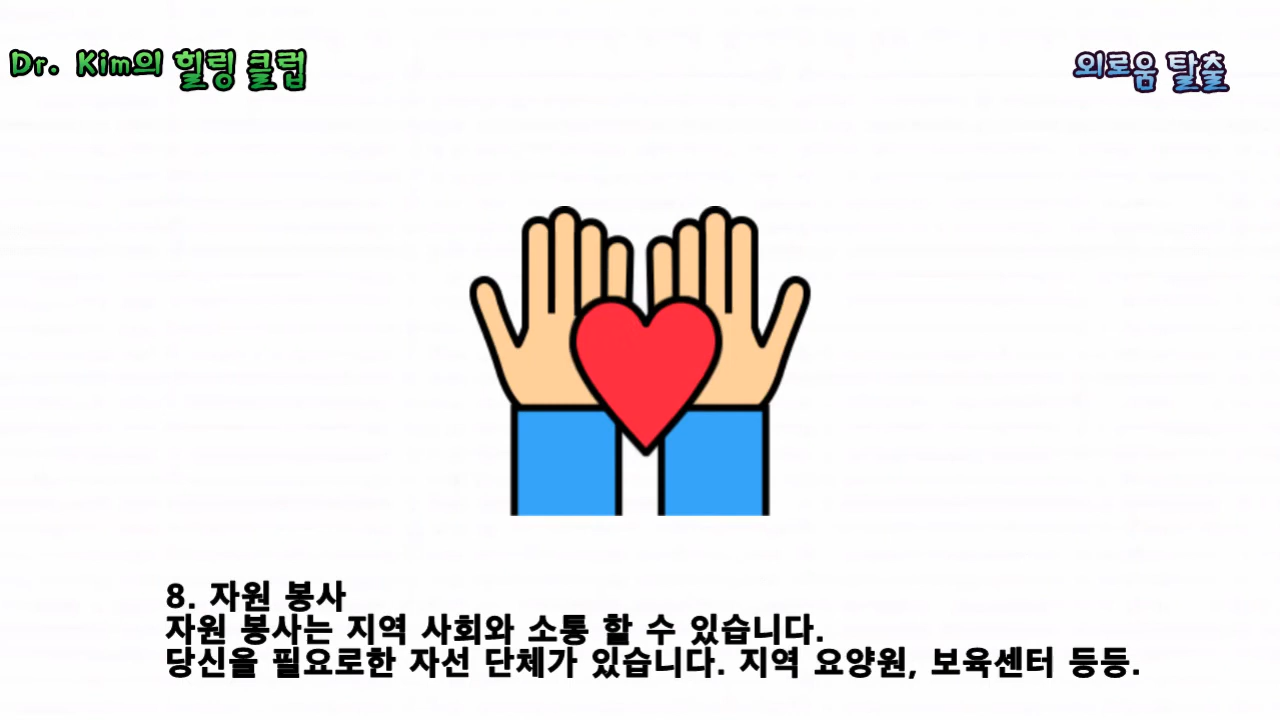 Dr. Kim의 힐링 클럽
외로움 탈출
8. 자원 봉사
자원 봉사는 지역 사회와 소통 할 수 있습니다.
당신을 필요로한 자선 단체가 있습니다. 지역 요양원, 보육센터 등등.